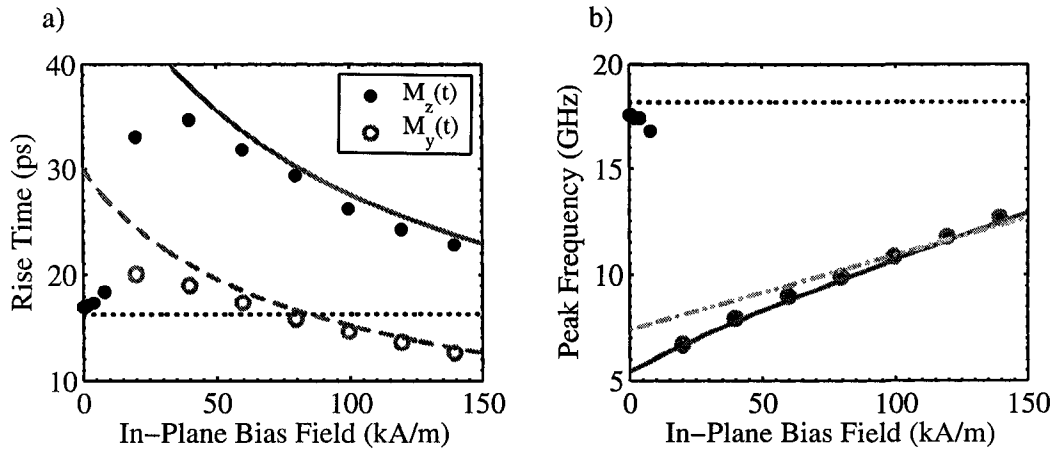 a)
40
30
20
10
Rise Time (ps)
M_z(t)
M_y(t)
0 50 100 150
In−Plane Bias Field (kA/m)
b)
20
15
10
5
Peak Frequency (GHz)
0 50 100 150
In−Plane Bias Field (kA/m)